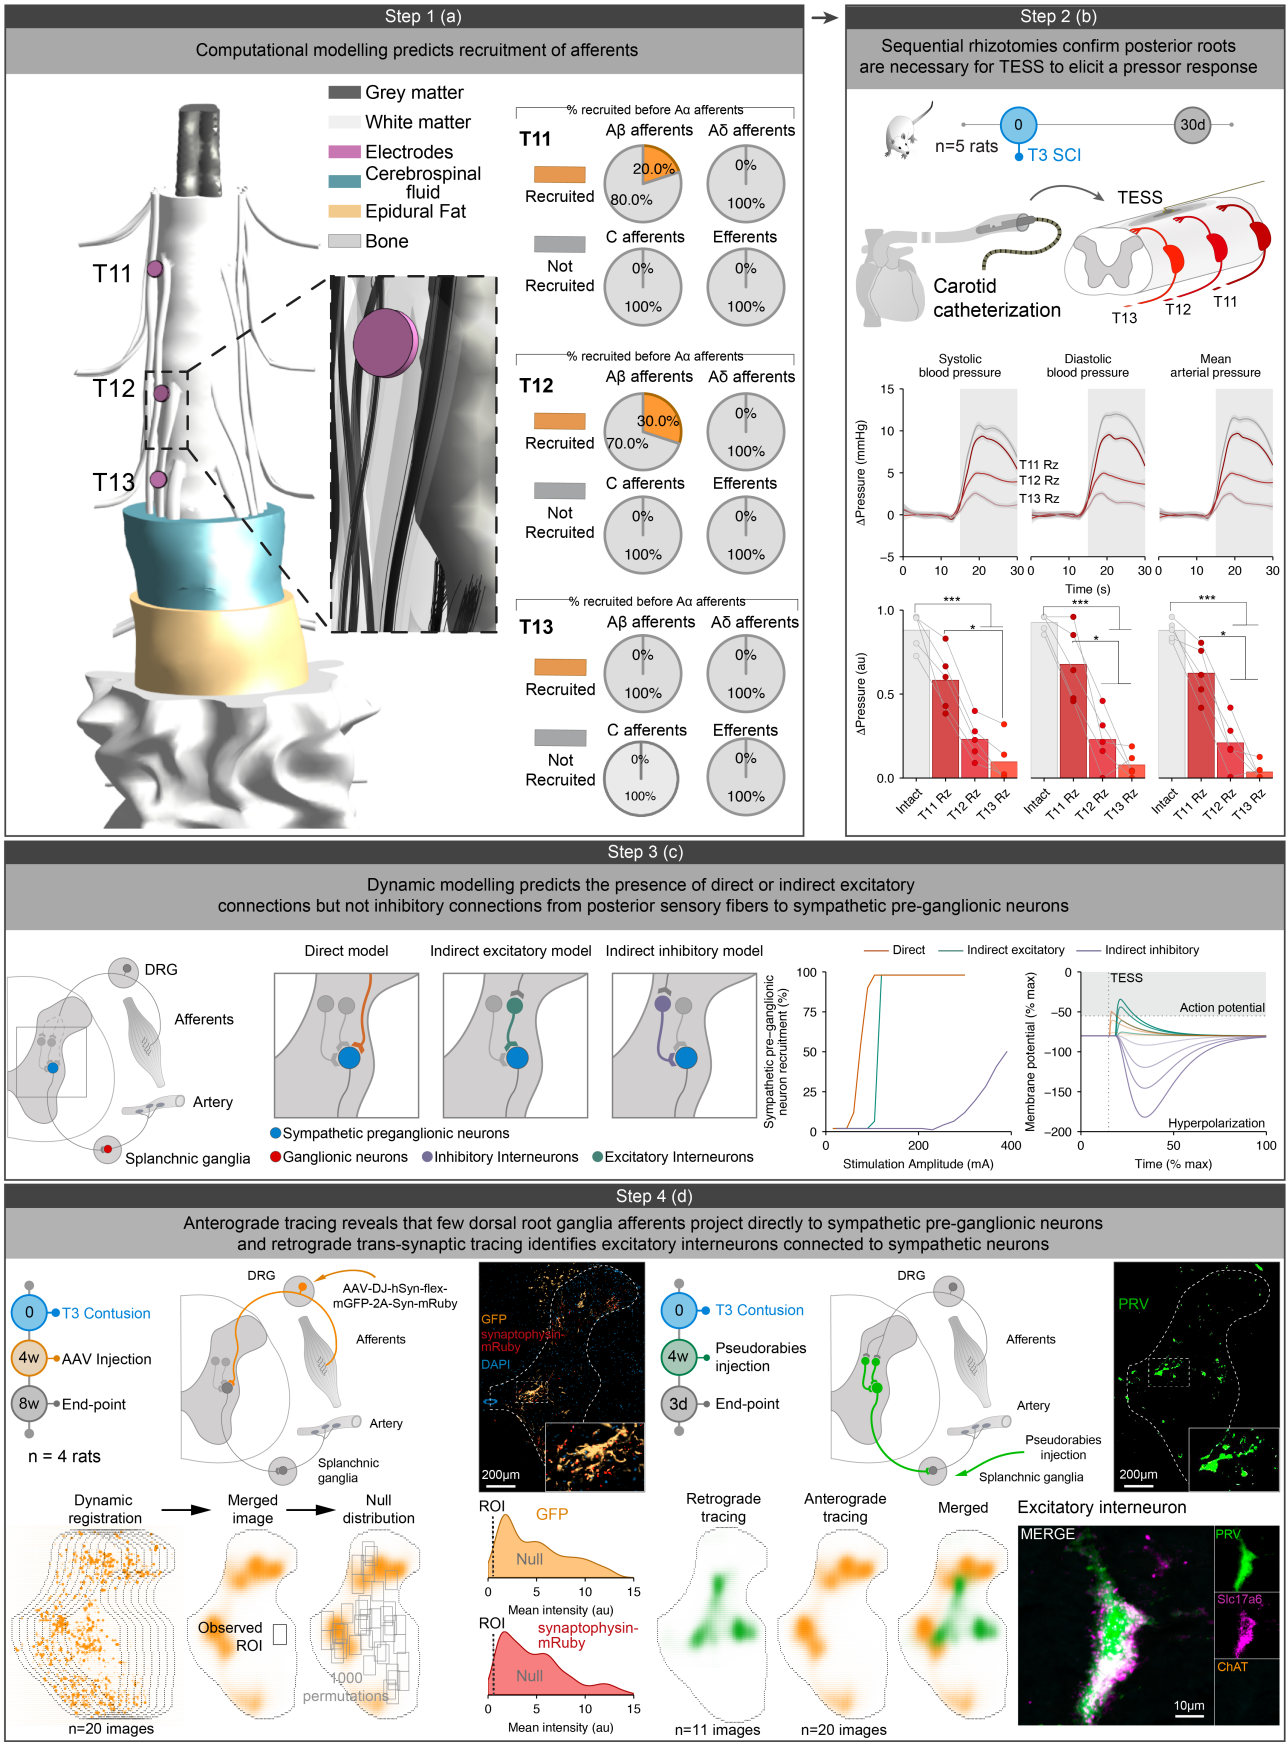 Step 1 (a)
Computational modelling predicts recruitment of afferents
Grey matter
White matter
Electrodes
Cerebrospinal
fluid
Epidural Fat
Bone
T11
T12
T13
% recruited before Aα afferents
T11
Aβ afferents
Aδ afferents
Recruited
20.0%
80.0%
0%
100%
C afferents
Efferents
Not
Recruited
0%
100%
0%
100%
% recruited before Aα afferents
T12
Aβ afferents
Aδ afferents
Recruited
30.0%
70.0%
0%
100%
C afferents
Efferents
Not
Recruited
0%
100%
0%
100%
% recruited before Aα afferents
T13
Aβ afferents
Aδ afferents
Recruited
0%
100%
0%
100%
C afferents
Efferents
Not
Recruited
0%
100%
0%
100%
Step 2 (b)
Sequential rhizotomies confirm posterior roots
are necessary for TESS to elicit a pressor response
n=5 rats
0
30d
T3 SCI
TESS
Carotid
catheterization
T13
T12
T11
Systolic
blood pressure
Diastolic
blood pressure
Mean
arterial pressure
ΔPressure (mmHg)
15
10
5
0
−5
T11 Rz
T12 Rz
T13 Rz
0 10 20 30
0 10 20 30
0 10 20 30
Time (s)
ΔPressure (au)
1.0
0.5
0.0
*** *
*** *
*** *
Intact T11 Rz T12 Rz T13 Rz
Intact T11 Rz T12 Rz T13 Rz
Intact T11 Rz T12 Rz T13 Rz
Step 3 (c)
Dynamic modelling predicts the presence of direct or indirect excitatory
connections but not inhibitory connections from posterior sensory fibers to sympathetic pre-ganglionic neurons
DRG
Afferents
Artery
Splanchnic ganglia
Direct model
Indirect excitatory model
Indirect inhibitory model
Sympathetic preganglionic neurons
Ganglionic neurons
Inhibitory Interneurons
Excitatory Interneurons
Direct
Indirect excitatory
Indirect inhibitory
Sympathetic pre−ganglionic
neuron recruitment (%)
100
75
50
25
0
0 200 400
Stimulation Amplitude (mA)
Membrane potential (% max)
0
−50
−100
−150
−200
TESS
Action potential
Hyperpolarization
0 50 100
Time (% max)
Step 4 (d)
Anterograde tracing reveals that few dorsal root ganglia afferents project directly to sympathetic pre-ganglionic neurons
and retrograde trans-synaptic tracing identifies excitatory interneurons connected to sympathetic neurons
0
T3 Contusion
4w
AAV Injection
8w
End-point
n = 4 rats
DRG
AAV-DJ-hSyn-flex-
mGFP-2A-Syn-mRuby
Afferents
Artery
Splanchnic
ganglia
GFP
synaptophysin-
mRuby
DAPI
200μm
0
T3 Contusion
4w
Pseudorabies
injection
3d
End-point
DRG
Afferents
Artery
Pseudorabies
injection
Splanchnic ganglia
PRV
200μm
Dynamic
registration
Merged
image
Null
distribution
Observed
ROI
1000
permutations
n=20 images
ROI
GFP
Null
0 5 10 15
Mean intensity (au)
ROI
synaptophysin-
mRuby
Null
0 5 10 15
Mean intensity (au)
Retrograde
tracing
Anterograde
tracing
Merged
n=11 images
n=20 images
Excitatory interneuron
MERGE
10μm
PRV
Slc17a6
ChAT